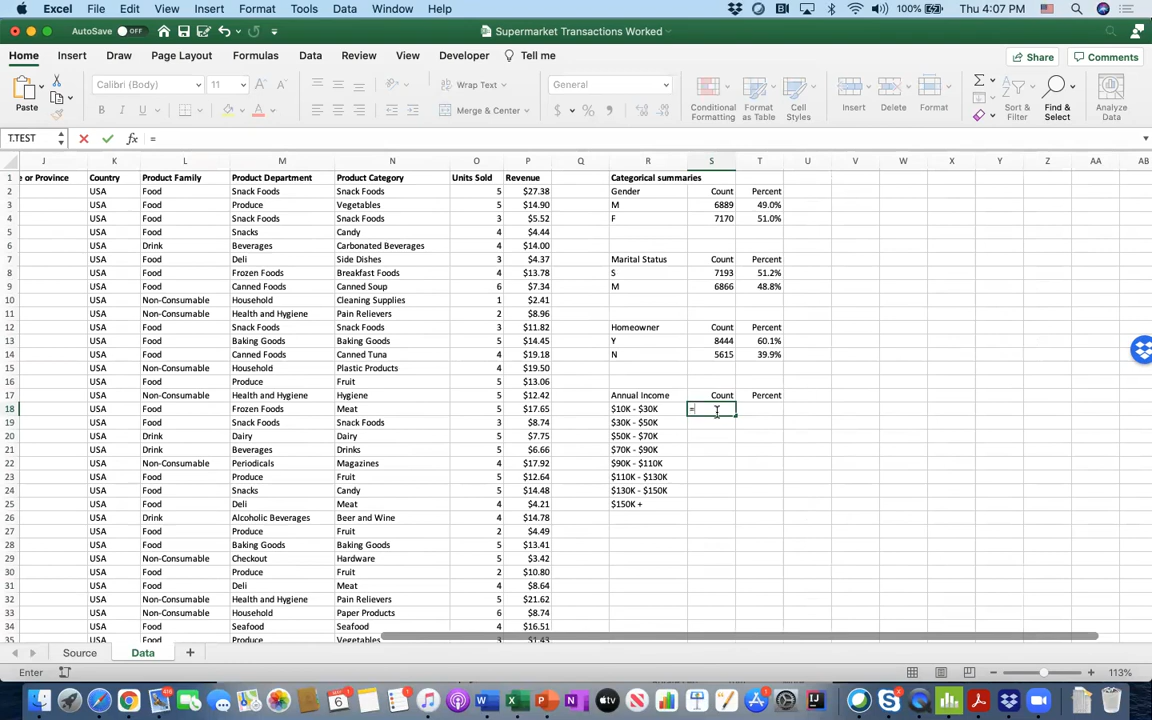 Excel File Edit View Insert Format Tools Data Window Help 100% Thu 4:07 PM
AutoSave OFF Supermarket Transactions Worked
Home Insert Draw Page Layout Formulas Data Review View Developer Tell me Share Comments
Paste Calibri (Body) 11 A A Wrap Text General Conditional Formatting Format as Table Cell Styles Insert Delete Format Sort & Filter Find & Select Analyze Data
B I U A Merge & Center $ %
T.TEST fx =
J K L M N O P Q R S T U V W X Y Z AA AB
1 e or Province Country Product Family Product Department Product Category Units Sold Revenue Categorical summaries
2 USA Food Snack Foods Snack Foods 5 $27.38 Gender Count Percent
3 USA Food Produce Vegetables 5 $14.90 M 6889 49.0%
4 USA Food Snack Foods Snack Foods 3 $5.52 F 7170 51.0%
5 USA Food Snacks Candy 4 $4.44
6 USA Drink Beverages Carbonated Beverages 4 $14.00
7 USA Food Deli Side Dishes 3 $4.37 Marital Status Count Percent
8 USA Food Frozen Foods Breakfast Foods 4 $13.78 S 7193 51.2%
9 USA Food Canned Foods Canned Soup 6 $7.34 M 6866 48.8%
10 USA Non-Consumable Household Cleaning Supplies 1 $2.41
11 USA Non-Consumable Health and Hygiene Pain Relievers 2 $8.96
12 USA Food Snack Foods Snack Foods 3 $11.82 Homeowner Count Percent
13 USA Food Baking Goods Baking Goods 5 $14.45 Y 8444 60.1%
14 USA Food Canned Foods Canned Tuna 4 $19.18 N 5615 39.9%
15 USA Non-Consumable Household Plastic Products 4 $19.50
16 USA Food Produce Fruit 5 $13.06
17 USA Non-Consumable Health and Hygiene Hygiene 5 $12.42 Annual Income Count Percent
18 USA Food Frozen Foods Meat 5 $17.65 $10K - $30K =
19 USA Food Snack Foods Snack Foods 3 $8.74 $30K - $50K
20 USA Drink Dairy Dairy 5 $7.75 $50K - $70K
21 USA Drink Beverages Drinks 5 $6.66 $70K - $90K
22 USA Non-Consumable Periodicals Magazines 4 $17.92 $90K - $110K
23 USA Food Produce Fruit 5 $12.64 $110K - $130K
24 USA Food Snacks Candy 5 $14.48 $130K - $150K
25 USA Food Deli Meat 4 $4.21 $150K +
26 USA Drink Alcoholic Beverages Beer and Wine 4 $14.78
27 USA Food Produce Fruit 2 $4.49
28 USA Food Baking Goods Baking Goods 5 $13.41
29 USA Non-Consumable Checkout Hardware 5 $3.42
30 USA Food Produce Fruit 2 $10.80
31 USA Food Deli Meat 4 $8.64
32 USA Non-Consumable Health and Hygiene Pain Relievers 5 $21.62
33 USA Non-Consumable Household Paper Products 6 $8.74
34 USA Food Seafood Seafood 4 $16.51
35 USA Food Produce Vegetables 3 $1.43
Source Data +
Enter 113%